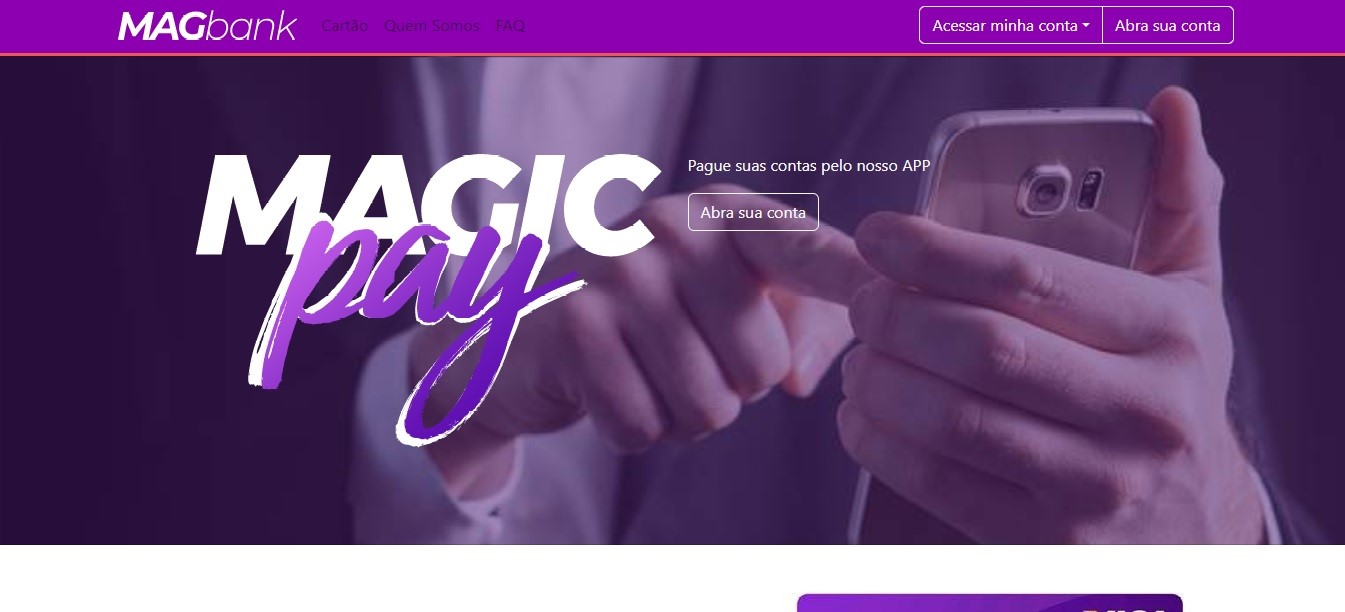 MAGbank
Cartão
Quem Somos
FAQ
Acessar minha conta
Abra sua conta
MAGIC
pay
Pague suas contas pelo nosso APP
Abra sua conta